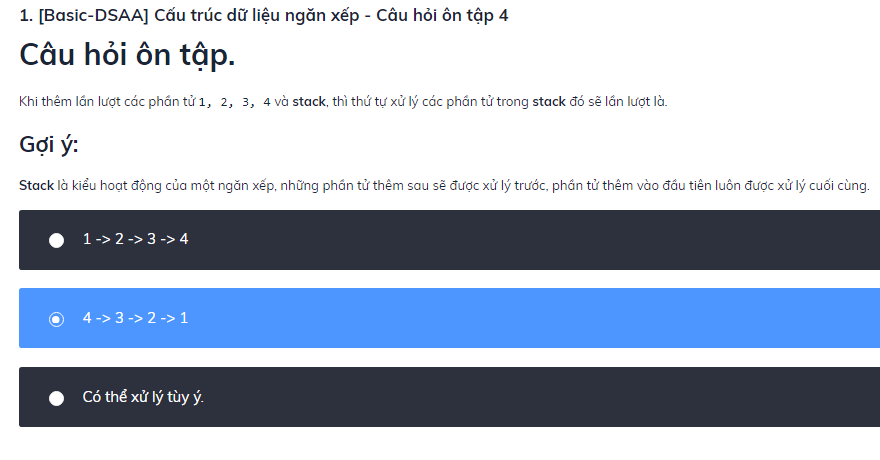 1. [Basic-DSAA] Cấu trúc dữ liệu ngăn xếp - Câu hỏi ôn tập 4
Câu hỏi ôn tập.
Khi thêm lần lượt các phần tử 1, 2, 3, 4 và stack, thì thứ tự xử lý các phần tử trong stack đó sẽ lần lượt là.
Gợi ý:
Stack là kiểu hoạt động của một ngăn xếp, những phần tử thêm sau sẽ được xử lý trước, phần tử thêm vào đầu tiên luôn được xử lý cuối cùng.
1 -> 2 -> 3 -> 4
4 -> 3 -> 2 -> 1
Có thể xử lý tùy ý.